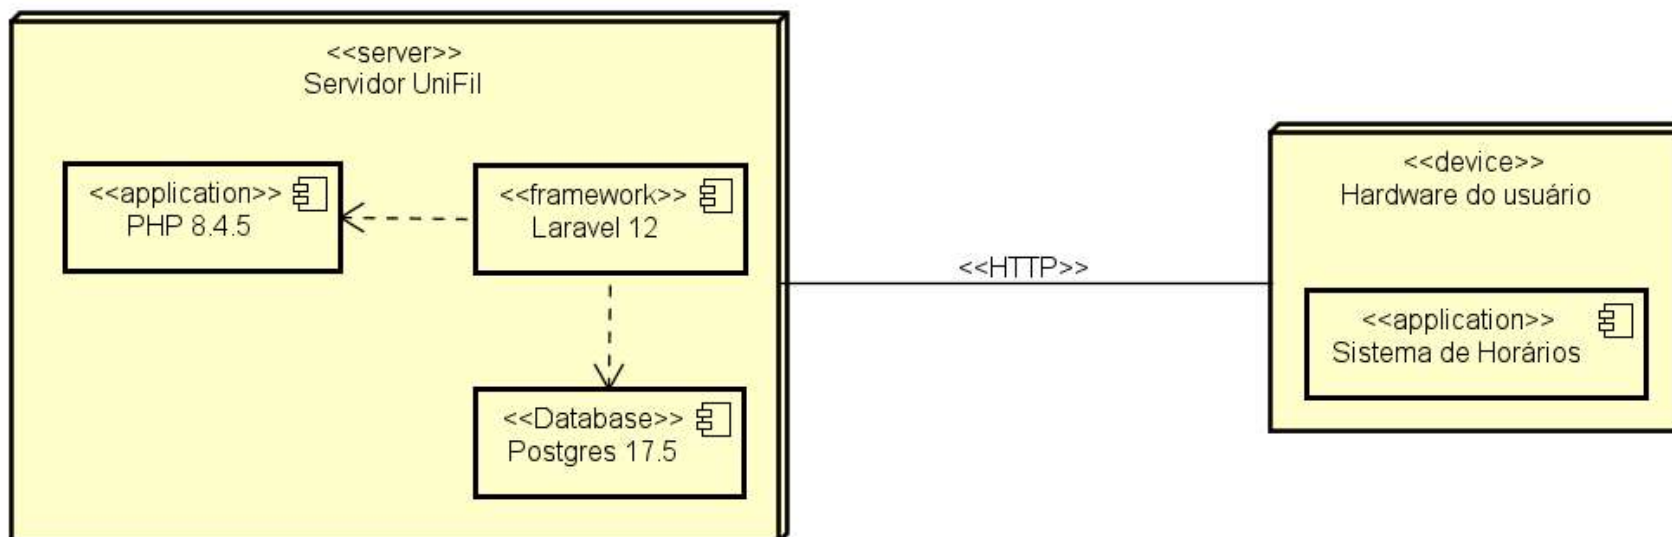 <<server>>
Servidor UniFil
<<application>>
PHP 8.4.5
<<framework>>
Laravel 12
<<Database>>
Postgres 17.5
<<HTTP>>
<<device>>
Hardware do usuário
<<application>>
Sistema de Horários